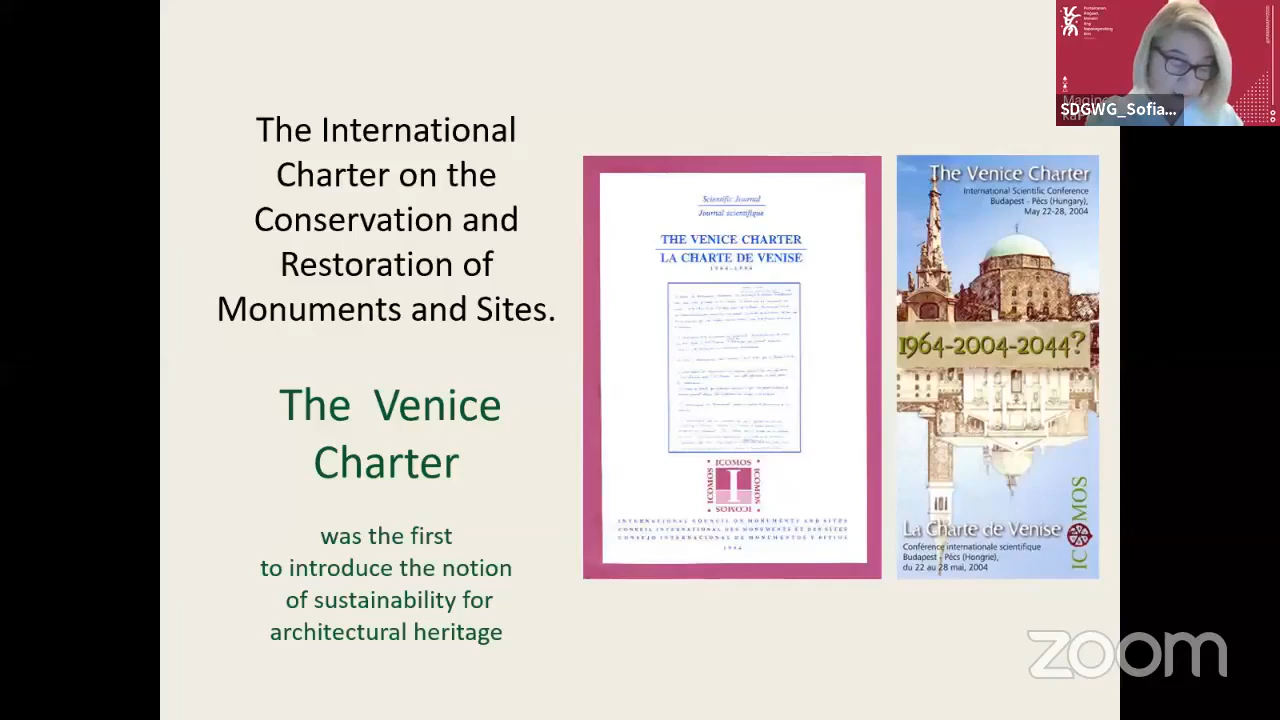 The International
Charter on the
Conservation and
Restoration of
Monuments and Sites.
The Venice
Charter
was the first
to introduce the notion
of sustainability for
architectural heritage
Scientific Journal
Journal scientifique
THE VENICE CHARTER
LA CHARTE DE VENISE
1964-1994
ICOMOS
ICOMOS
ICOMOS
ICOMOS
INTERNATIONAL COUNCIL ON MONUMENTS AND SITES
CONSEIL INTERNATIONAL DES MONUMENTS ET DES SITES
CONSEJO INTERNACIONAL DE MONUMENTOS Y SITIOS
1994
The Venice Charter
International Scientific Conference
Budapest - Pécs (Hungary),
May 22-28, 2004
1964-2004-2044?
La Charte de Venise
Conférence internationale scientifique
Budapest - Pécs (Hongrie),
du 22 au 28 mai, 2004
ICOMOS
SDGWG_Sofia...
zoom